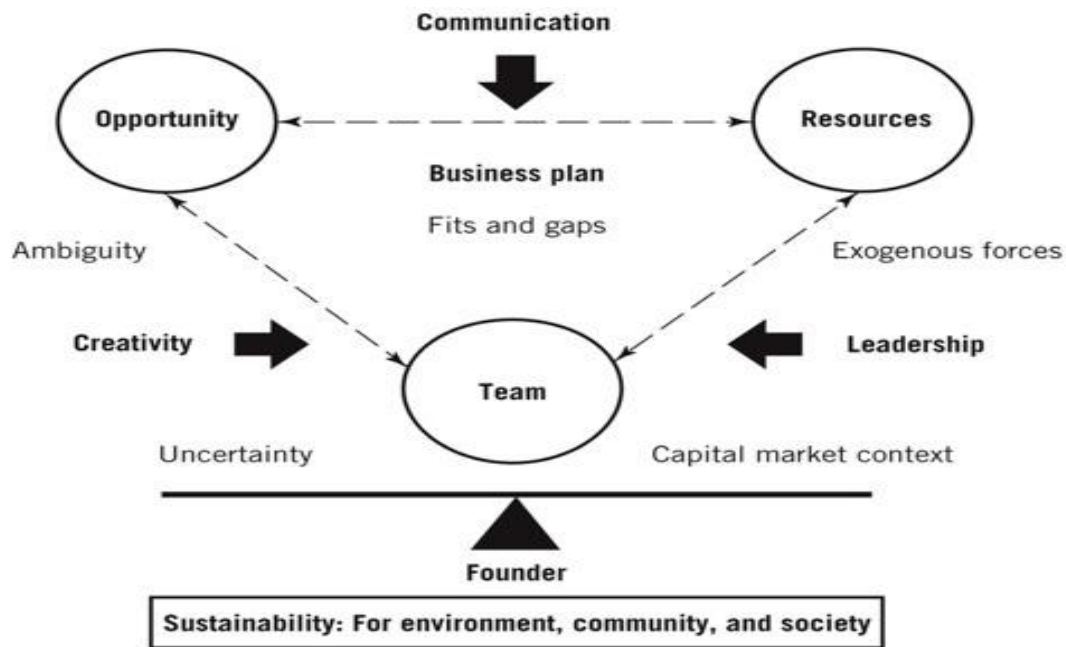 Communication
Opportunity
Resources
Business plan
Fits and gaps
Ambiguity
Exogenous forces
Creativity
Leadership
Team
Uncertainty
Capital market context
Founder
Sustainability: For environment, community, and society